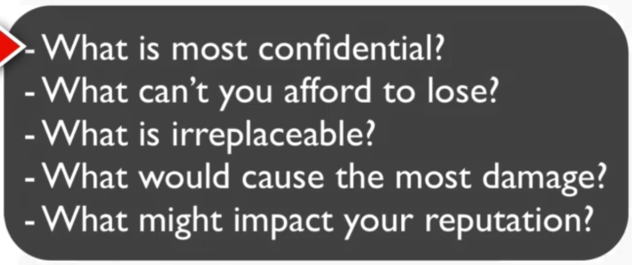 - What is most confidential?
- What can’t you afford to lose?
- What is irreplaceable?
- What would cause the most damage?
- What might impact your reputation?